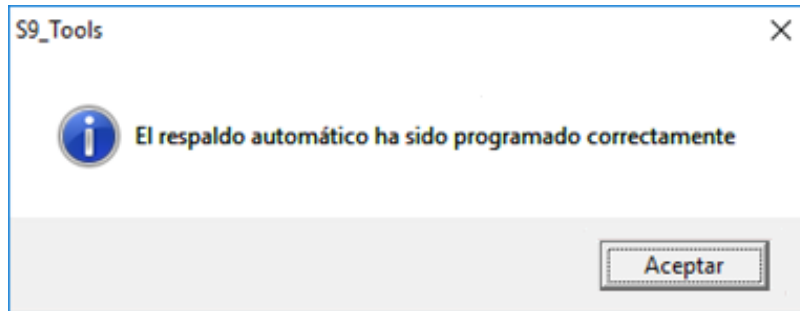 S9_Tools
El respaldo automático ha sido programado correctamente
Aceptar